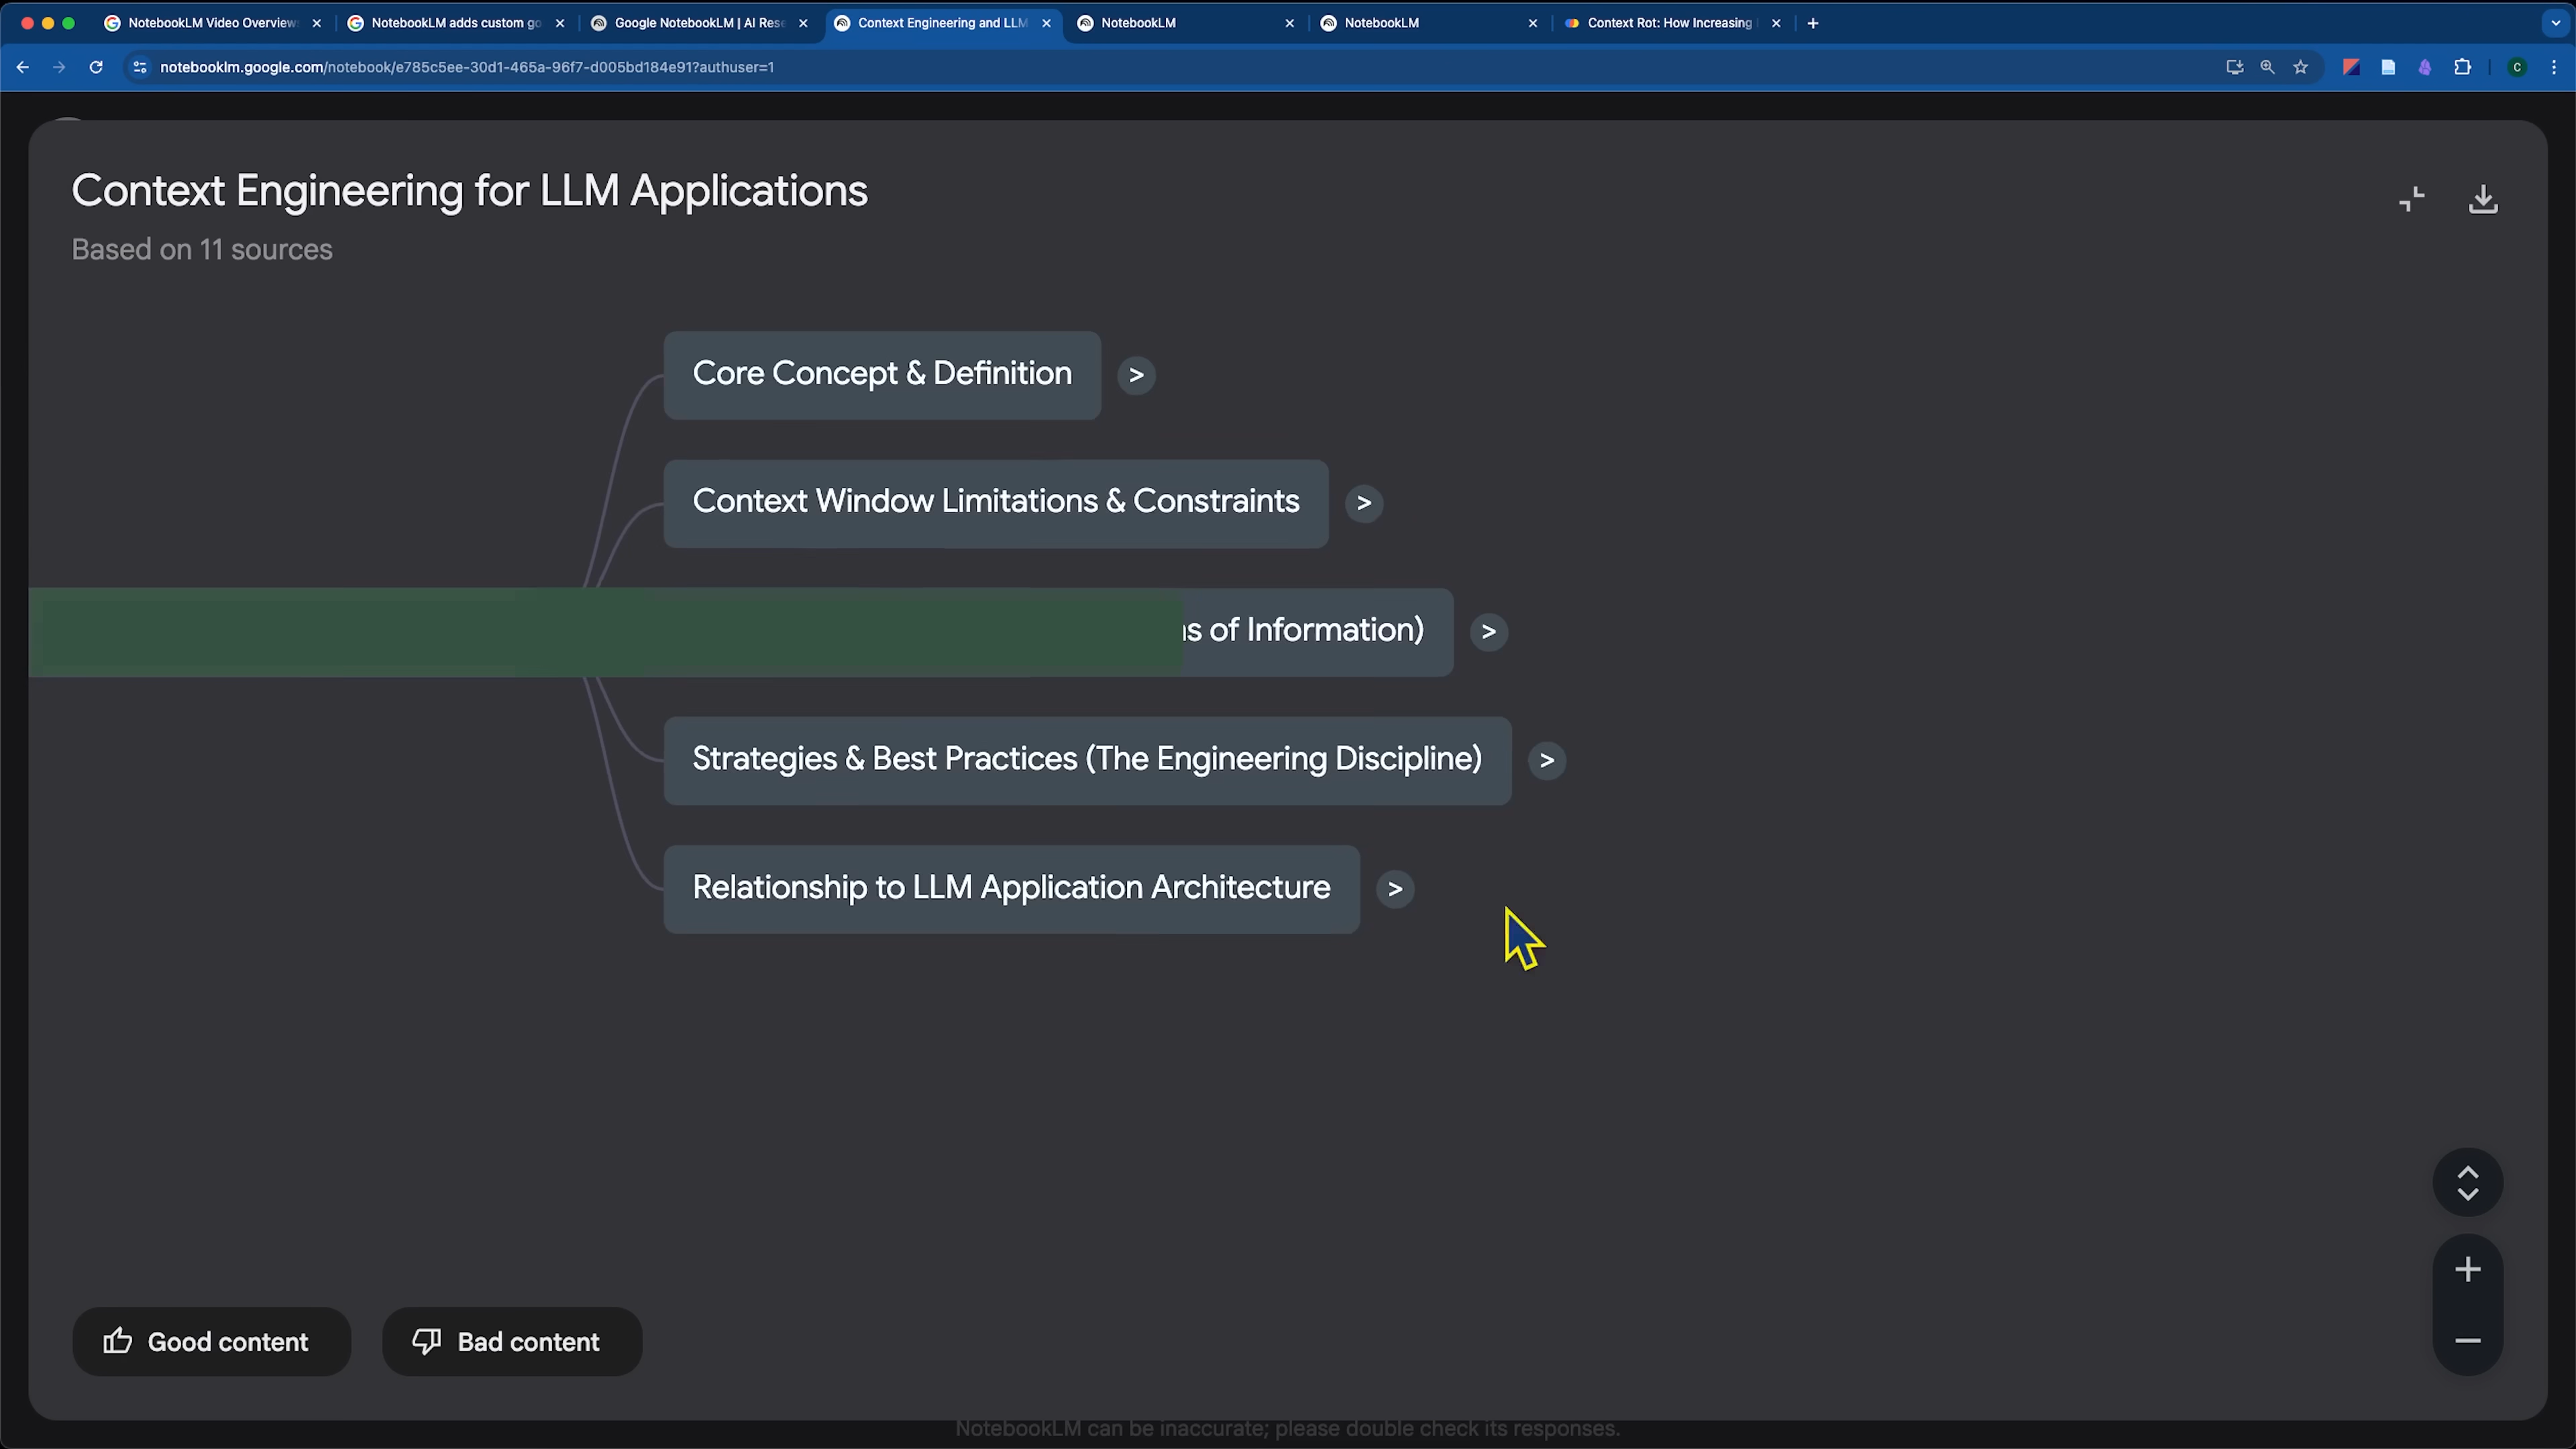 NotebookLM Video Overview
NotebookLM adds custom go
Google NotebookLM | AI Rese
Context Engineering and LLM
NotebookLM
NotebookLM
Context Rot: How Increasing
notebooklm.google.com/notebook/e785c5ee-30d1-465a-96f7-d005bd184e91?authuser=1
C
Context Engineering for LLM Applications
Based on 11 sources
Core Concept & Definition
>
Context Window Limitations & Constraints
>
s of Information)
>
Strategies & Best Practices (The Engineering Discipline)
>
Relationship to LLM Application Architecture
>
Good content
Bad content
NotebookLM can be inaccurate; please double check its responses.